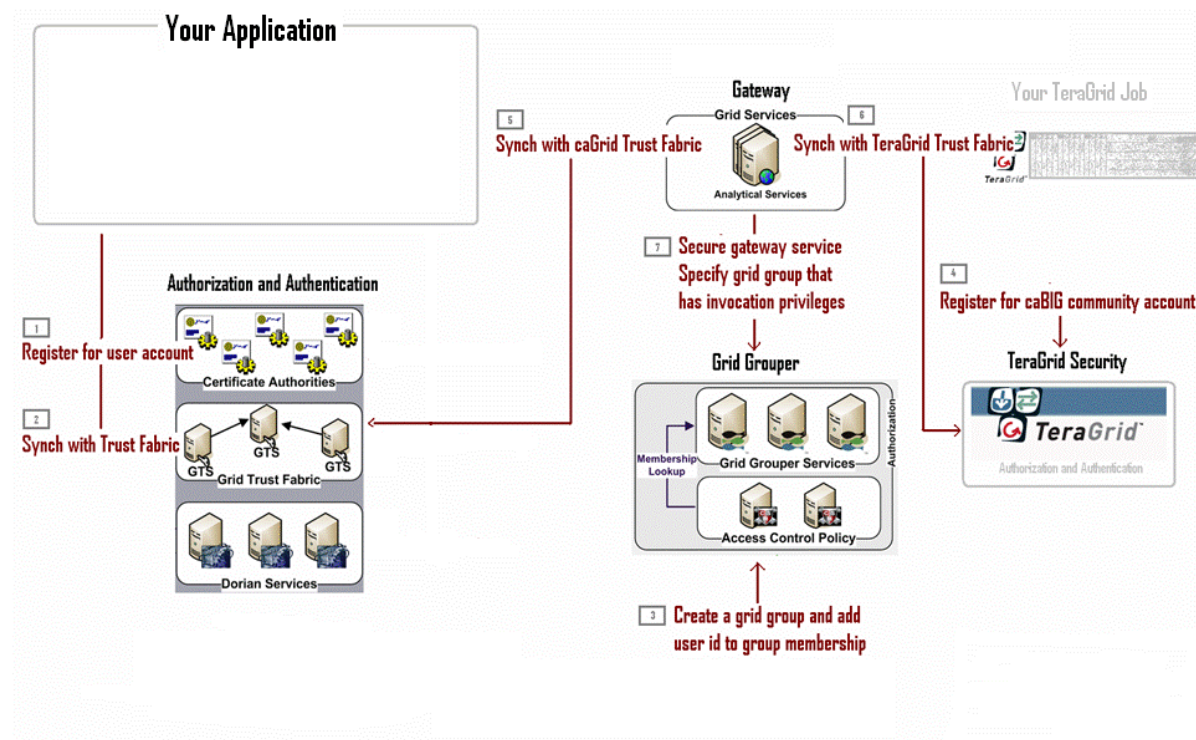 Your Application
Gateway
Grid Services
Analytical Services
Your TeraGrid Job
TeraGrid
5
Synch with caGrid Trust Fabric
6
Synch with TeraGrid Trust Fabric
7
Secure gateway service
Specify grid group that
has invocation privileges
4
Register for caBIG community account
Authorization and Authentication
1
Register for user account
Certificate Authorities
2
Synch with Trust Fabric
GTS
GTS
GTS
Grid Trust Fabric
Dorian Services
Grid Grouper
Authorization
Membership
Lookup
Grid Grouper Services
Access Control Policy
3
Create a grid group and add
user id to group membership
TeraGrid Security
TeraGrid
Authorization and Authentication